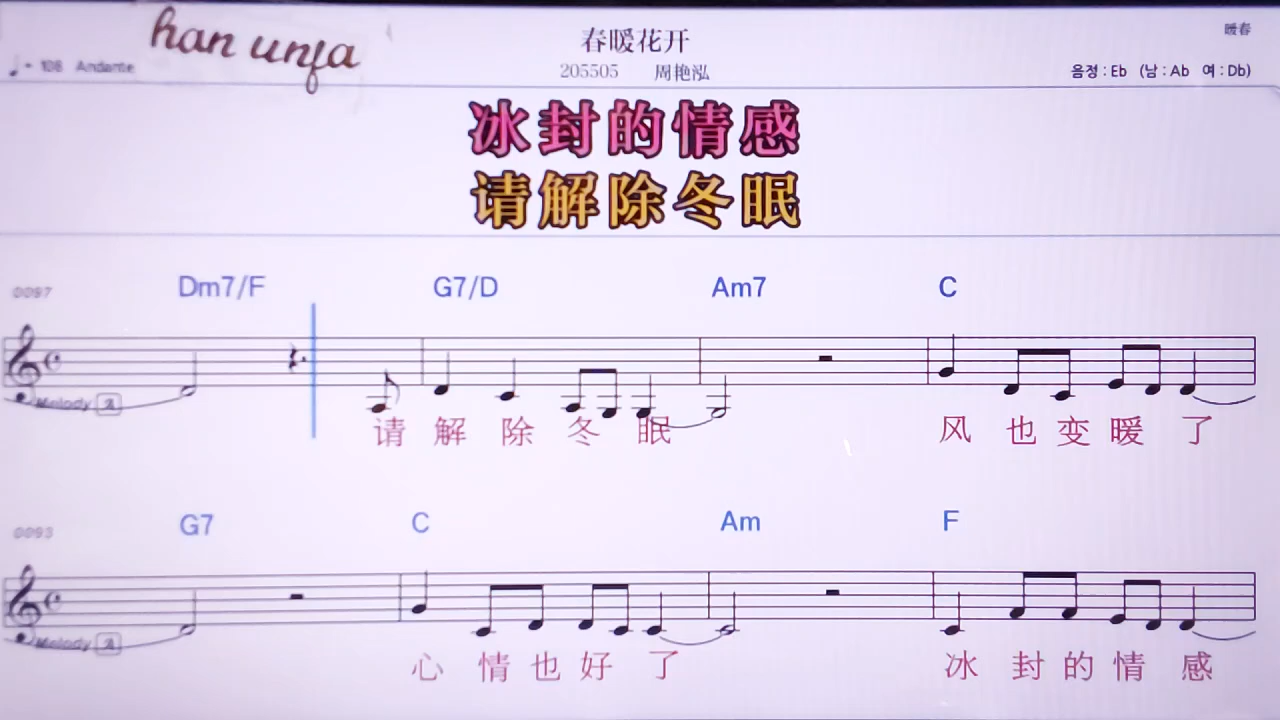 han unfa
春暖花开
暖春
♩= 108 Andante
205505 周艳泓
음정 : Eb (남 : Ab 여 : Db)
冰封的情感
请解除冬眠
0097 Dm7/F G7/D Am7 C
Melody A
请 解 除 冬 眠 风 也 变 暖 了
0093 G7 C Am F
Melody A
心 情 也 好 了 冰 封 的 情 感